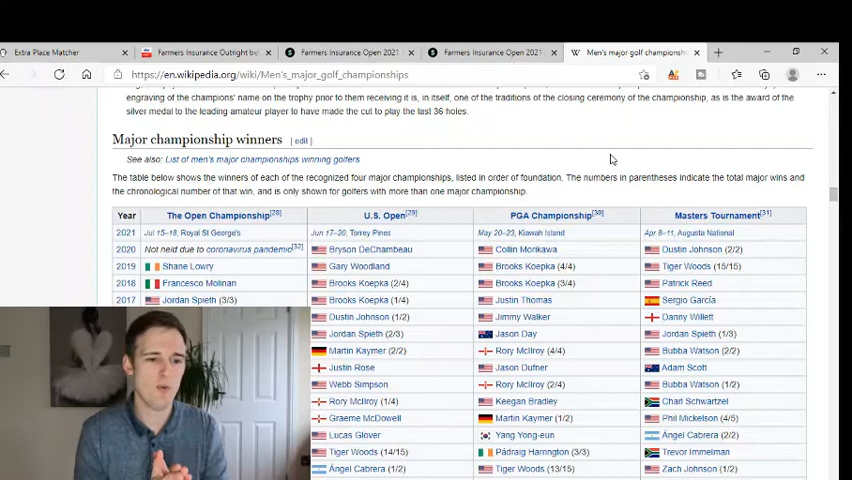 Extra Place Matcher
Farmers Insurance Outright be
Farmers Insurance Open 2021
Farmers Insurance Open 2021
Men's major golf championship
https://en.wikipedia.org/wiki/Men's_major_golf_championships
engraving of the champions' name on the trophy prior to them receiving it is, in itself, one of the traditions of the closing ceremony of the championship, as is the award of the
silver medal to the leading amateur player to have made the cut to play the last 36 holes.
Major championship winners [ edit ]
See also: List of men's major championships winning golfers
The table below shows the winners of each of the recognized four major championships, listed in order of foundation. The numbers in parentheses indicate the total major wins and
the chronological number of that win, and is only shown for golfers with more than one major championship.
Year The Open Championship[28] U.S. Open[29] PGA Championship[30] Masters Tournament[31]
2021 Jul 15–18, Royal St George's Jun 17–20, Torrey Pines May 20–23, Kiawah Island Apr 8–11, Augusta National
2020 Not held due to coronavirus pandemic[32] Bryson DeChambeau Collin Morikawa Dustin Johnson (2/2)
2019 Shane Lowry Gary Woodland Brooks Koepka (4/4) Tiger Woods (15/15)
2018 Francesco Molinari Brooks Koepka (2/4) Brooks Koepka (3/4) Patrick Reed
2017 Jordan Spieth (3/3) Brooks Koepka (1/4) Justin Thomas Sergio García
Dustin Johnson (1/2) Jimmy Walker Danny Willett
Jordan Spieth (2/3) Jason Day Jordan Spieth (1/3)
Martin Kaymer (2/2) Rory McIlroy (4/4) Bubba Watson (2/2)
Justin Rose Jason Dufner Adam Scott
Webb Simpson Rory McIlroy (2/4) Bubba Watson (1/2)
Rory McIlroy (1/4) Keegan Bradley Charl Schwartzel
Graeme McDowell Martin Kaymer (1/2) Phil Mickelson (4/5)
Lucas Glover Yang Yong-eun Ángel Cabrera (2/2)
Tiger Woods (14/15) Pádraig Harrington (3/3) Trevor Immelman
Ángel Cabrera (1/2) Tiger Woods (13/15) Zach Johnson (1/2)